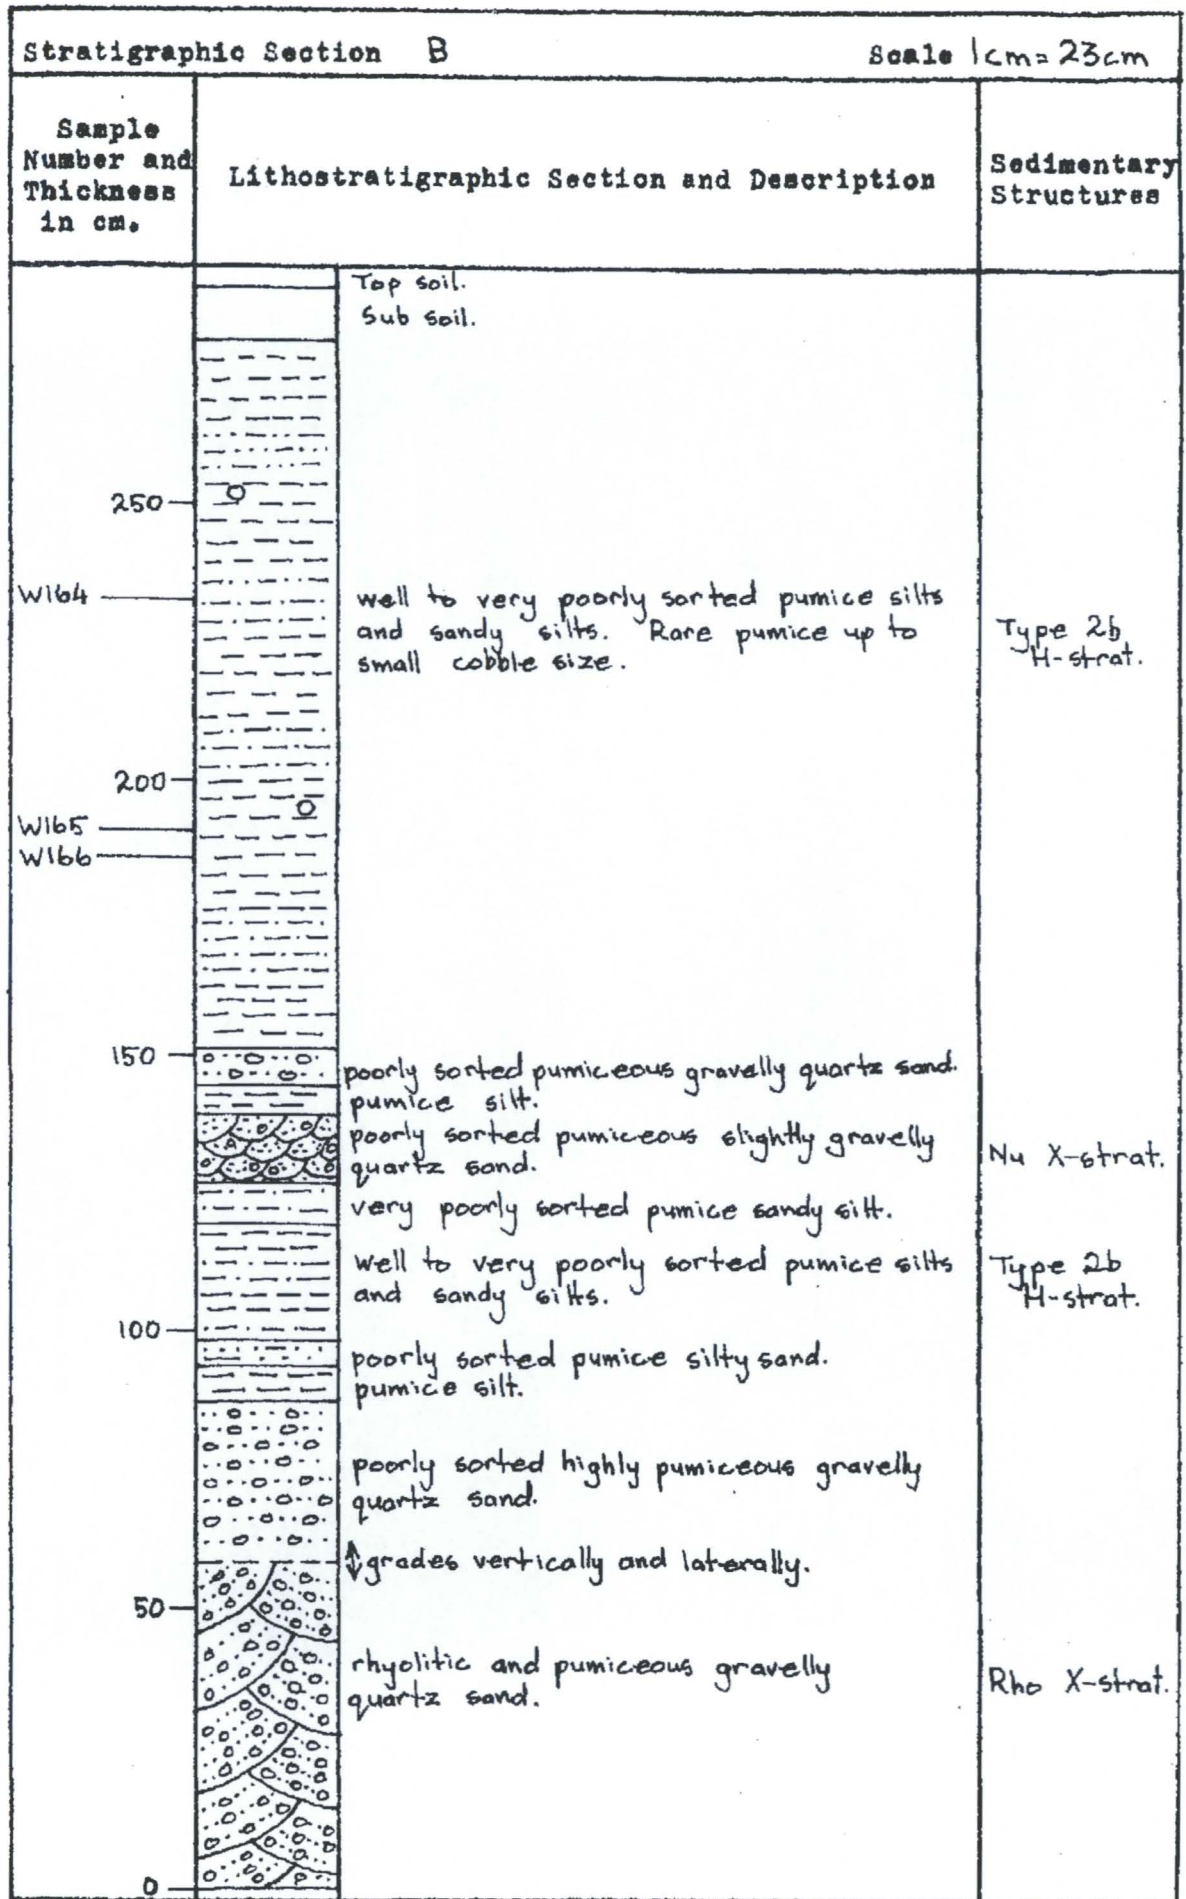 Stratigraphic Section B
Scale 1cm = 23cm
Sample
Number and
Thickness
in cm.
Lithostratigraphic Section and Description
Sedimentary
Structures
Top soil.
Sub soil.
250
W164
well to very poorly sorted pumice silts
and sandy silts. Rare pumice up to
small cobble size.
Type 2b
H-strat.
200
W165
W166
150
poorly sorted pumiceous gravelly quartz sand.
pumice silt.
poorly sorted pumiceous slightly gravelly
quartz sand.
Nu X-strat.
very poorly sorted pumice sandy silt.
well to very poorly sorted pumice silts
and sandy silts.
Type 2b
H-strat.
100
poorly sorted pumice silty sand.
pumice silt.
poorly sorted highly pumiceous gravelly
quartz sand.
grades vertically and laterally.
50
rhyolitic and pumiceous gravelly
quartz sand.
Rho X-strat.
0